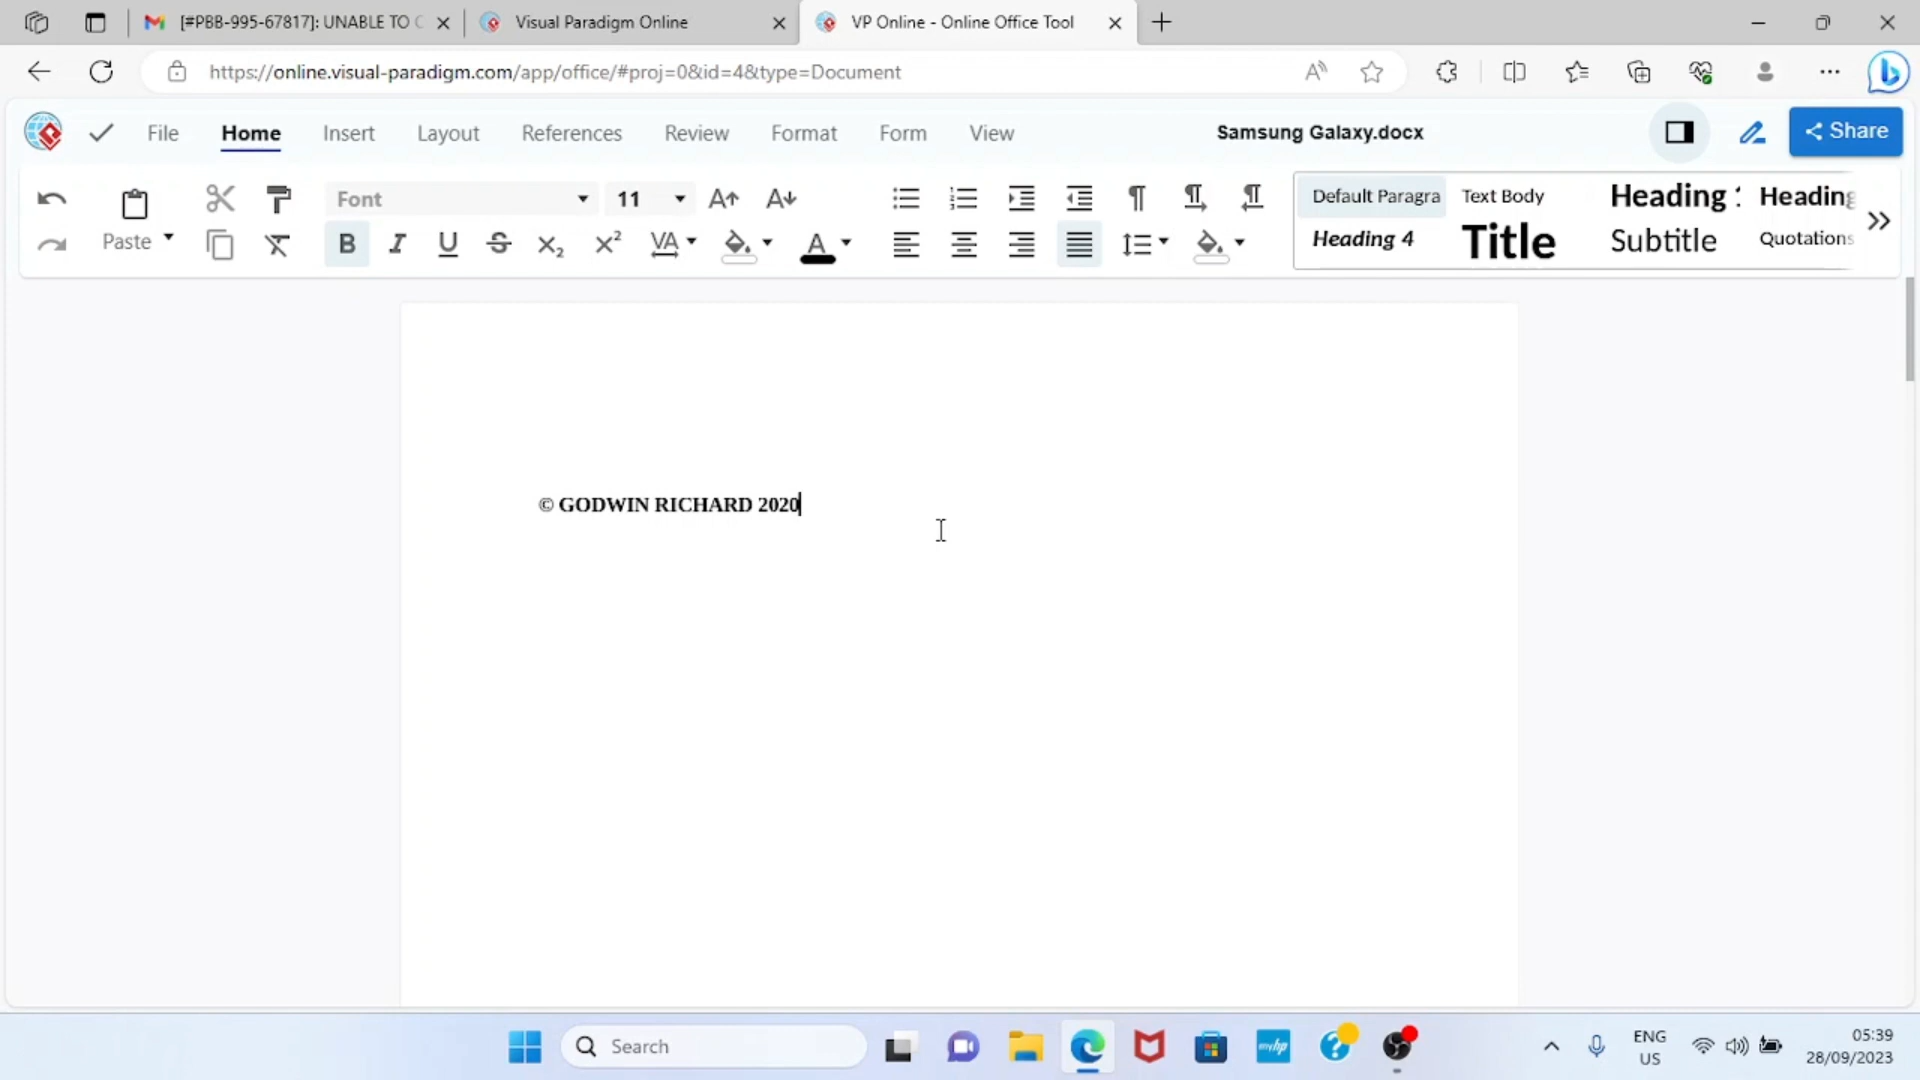 [#PBB-995-67817]: UNABLE TO C
Visual Paradigm Online
VP Online - Online Office Tool
https://online.visual-paradigm.com/app/office/#proj=0&id=4&type=Document
File Home Insert Layout References Review Format Form View
Samsung Galaxy.docx
Share
Paste
Font
11
Default Paragra
Text Body
Heading
Heading
Heading 4
Title
Subtitle
Quotations
© GODWIN RICHARD 2020
Search
myhp
ENG
US
05:39
28/09/2023